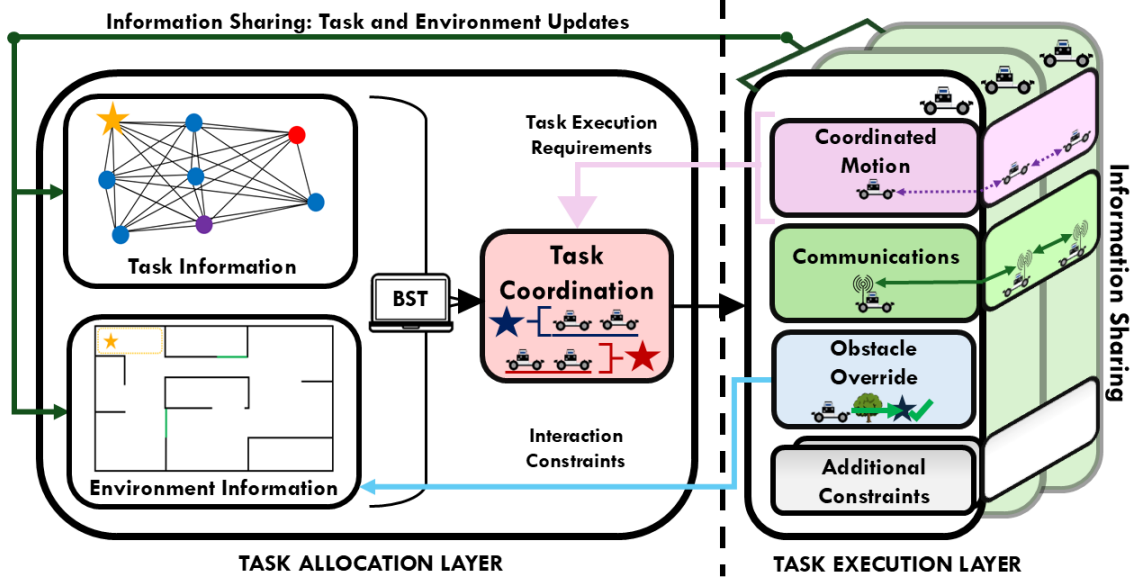 Information Sharing: Task and Environment Updates
Task Information
Environment Information
BST
Task Execution
Requirements
Task
Coordination
Interaction
Constraints
TASK ALLOCATION LAYER
Coordinated
Motion
Communications
Obstacle
Override
Additional
Constraints
Information Sharing
TASK EXECUTION LAYER